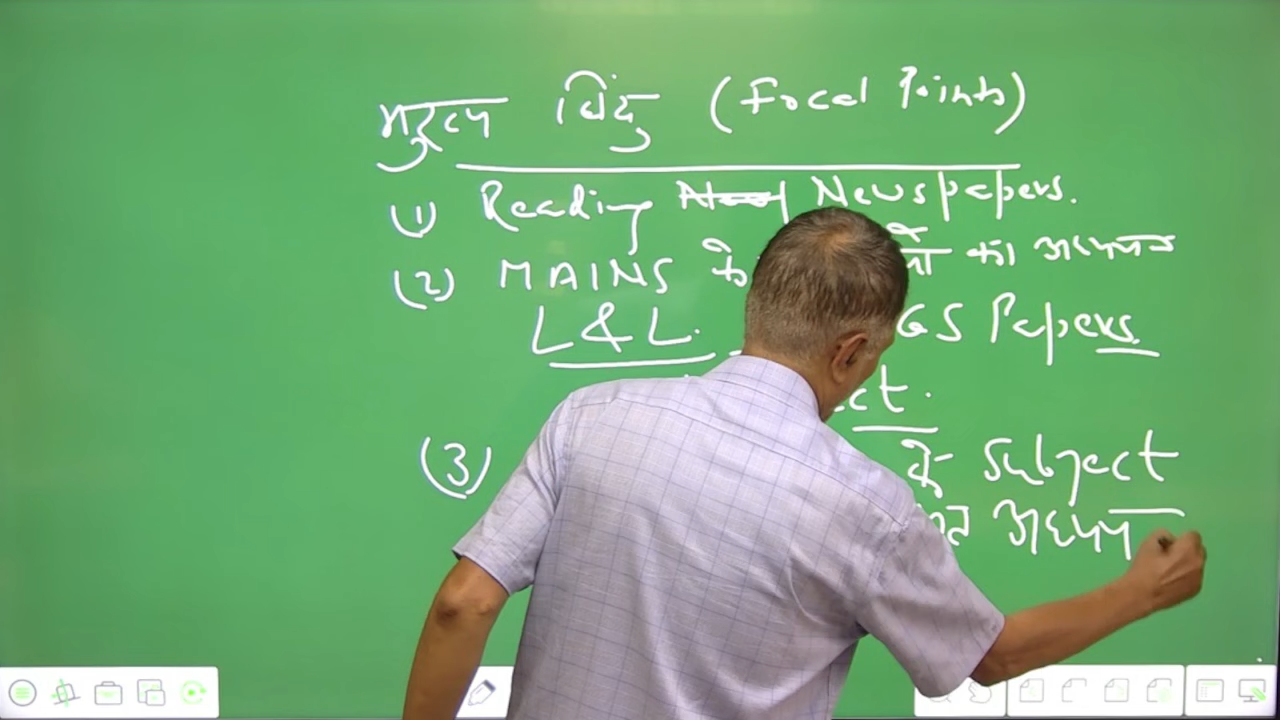 मुख्य बिंदु (Focal Points)
(1) Reading Newspapers.
(2) MAINS के का अध्ययन
L&L. GS Papers
ct.
(3) के Subject
अध्ययन